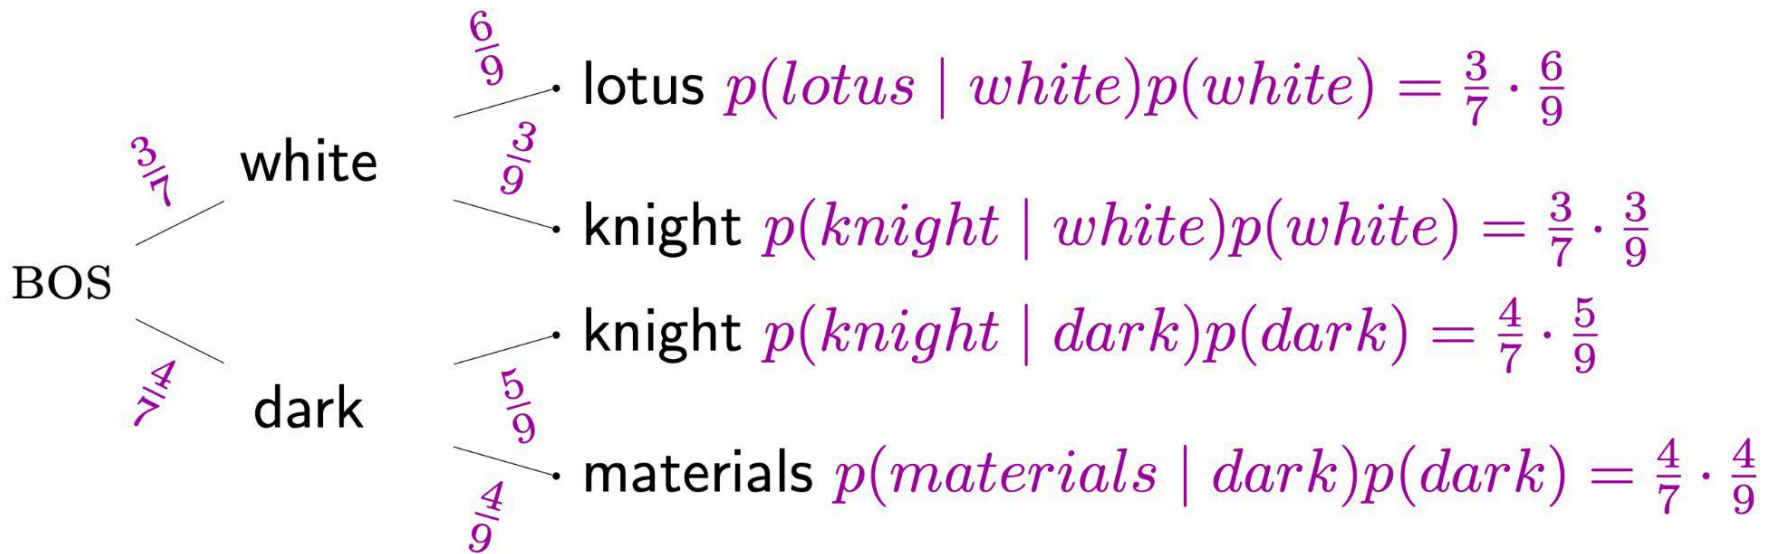 6/9
lotus p(lotus | white)p(white) = 3/7 · 6/9
3/7
white
3/9
knight p(knight | white)p(white) = 3/7 · 3/9
BOS
knight p(knight | dark)p(dark) = 4/7 · 5/9
4/7
dark
5/9
materials p(materials | dark)p(dark) = 4/7 · 4/9
4/9